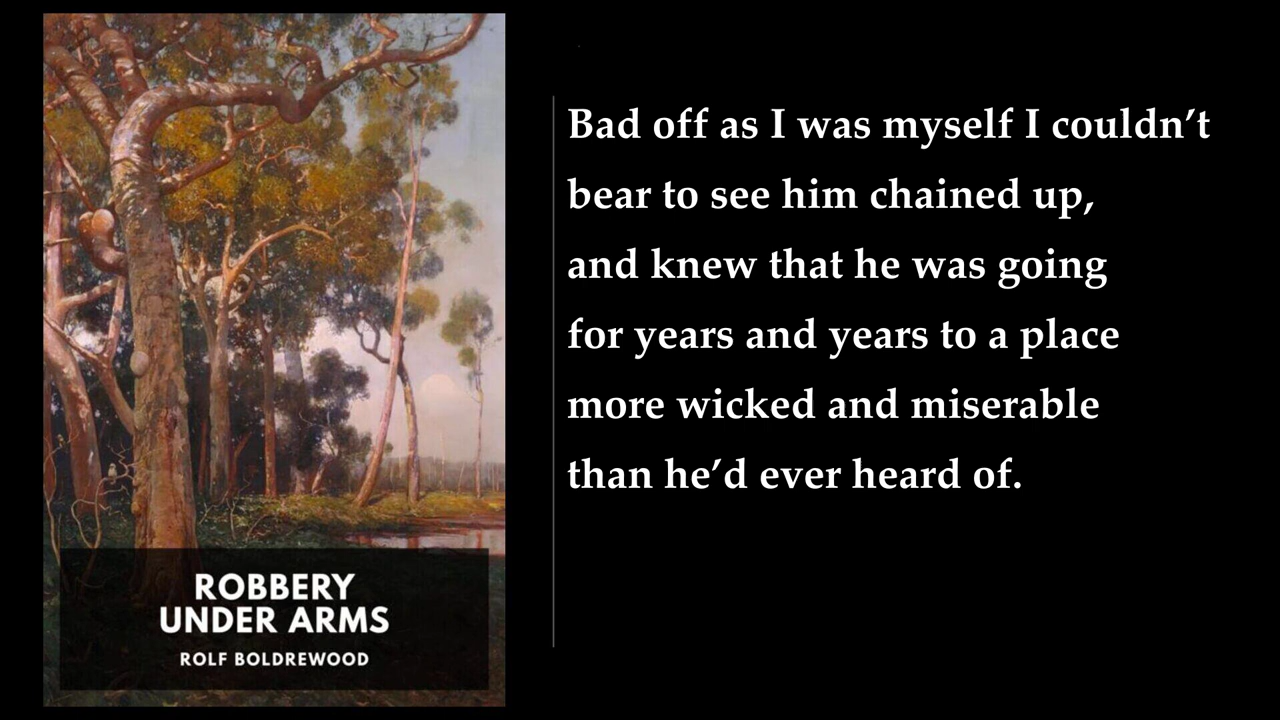 Bad off as I was myself I couldn’t
bear to see him chained up,
and knew that he was going
for years and years to a place
more wicked and miserable
than he’d ever heard of.
ROBBERY
UNDER ARMS
ROLF BOLDREWOOD